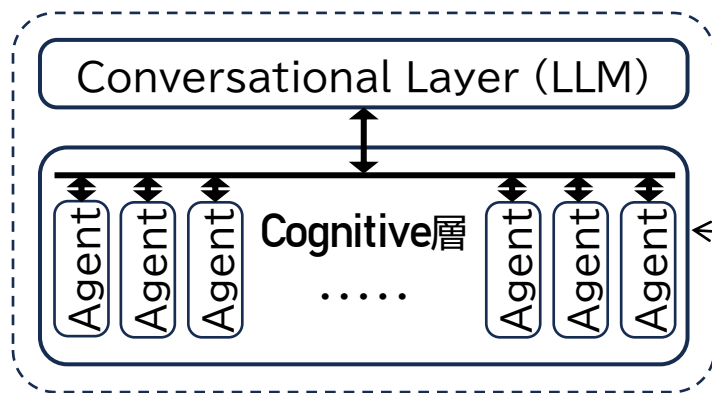 Conversational Layer (LLM)
Cognitive層
Agent
Agent
Agent
.....
Agent
Agent
Agent